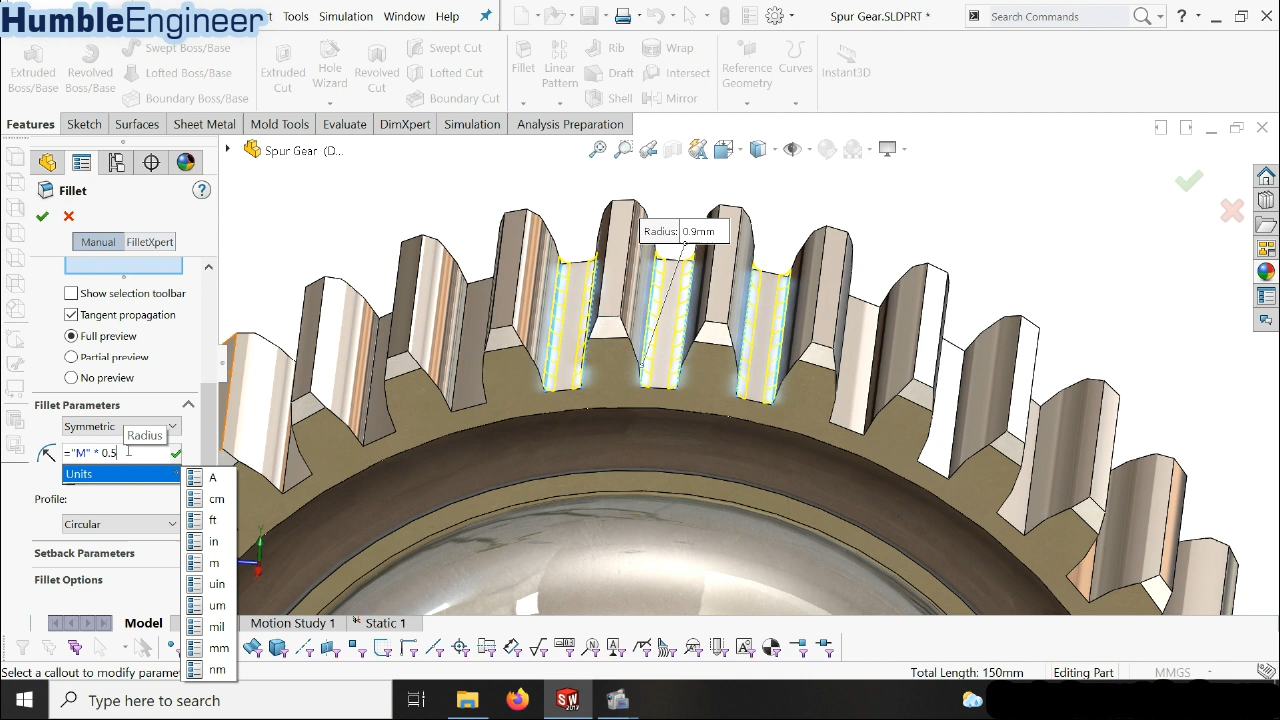 HumbleEngineer
Tools Simulation Window Help
Spur Gear.SLDPRT *
Search Commands
?
Extruded
Boss/Base
Revolved
Boss/Base
Swept Boss/Base
Lofted Boss/Base
Boundary Boss/Base
Extruded
Cut
Hole
Wizard
Revolved
Cut
Swept Cut
Lofted Cut
Boundary Cut
Fillet
Linear
Pattern
Rib
Draft
Shell
Wrap
Intersect
Mirror
Reference
Geometry
Curves
Instant3D
Features Sketch Surfaces Sheet Metal Mold Tools Evaluate DimXpert Simulation Analysis Preparation
Spur Gear (D...
Fillet
?
Manual FilletXpert
Show selection toolbar
Tangent propagation
Full preview
Partial preview
No preview
Fillet Parameters
Symmetric
Radius
="M" * 0.5
Units
A
cm
ft
in
m
uin
um
mil
mm
nm
Profile:
Circular
Setback Parameters
Fillet Options
Radius: 0.9mm
Y
Model Motion Study 1 Static 1
Select a callout to modify parame
Total Length: 150mm Editing Part MMGS
Type here to search
SW
2017